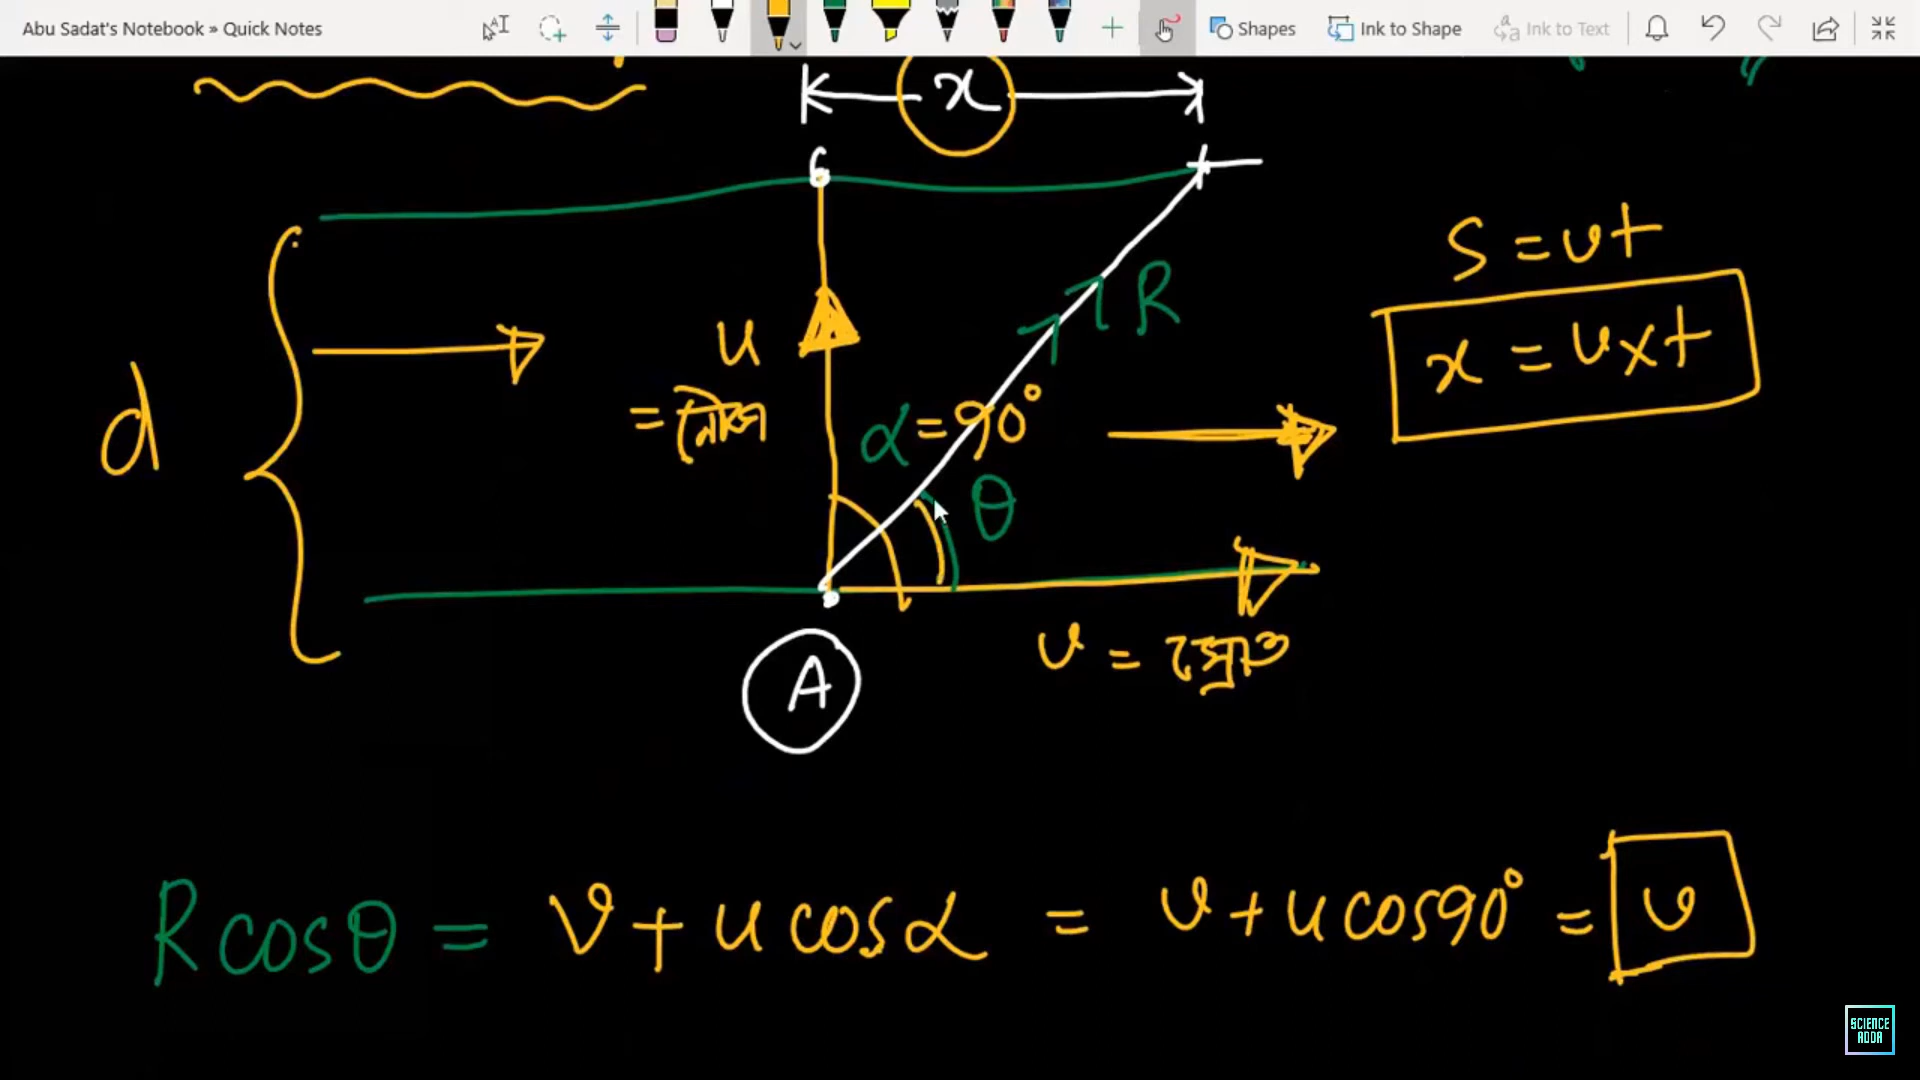 Abu Sadat's Notebook » Quick Notes
Shapes
Ink to Shape
Ink to Text
x
S = vt
x = v×t
d
u
= নৌকা
R
α = 90°
θ
v = স্রোত
A
R cosθ = v + u cosα = v + u cos90° = v
SCIENCE
ADDA